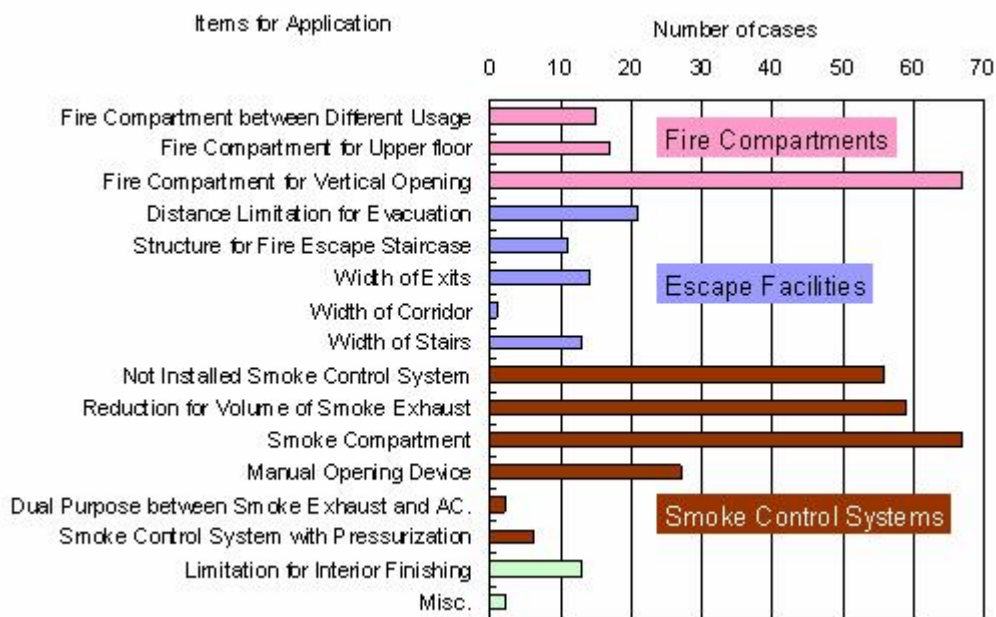 Items for Application
Number of cases
0 10 20 30 40 50 60 70
Fire Compartment between Different Usage
Fire Compartment for Upper floor
Fire Compartment for Vertical Opening
Distance Limitation for Evacuation
Structure for Fire Escape Staircase
Width of Exits
Width of Corridor
Width of Stairs
Not Installed Smoke Control System
Reduction for Volume of Smoke Exhaust
Smoke Compartment
Manual Opening Device
Dual Purpose between Smoke Exhaust and AC.
Smoke Control System with Pressurization
Limitation for Interior Finishing
Misc.
Fire Compartments
Escape Facilities
Smoke Control Systems